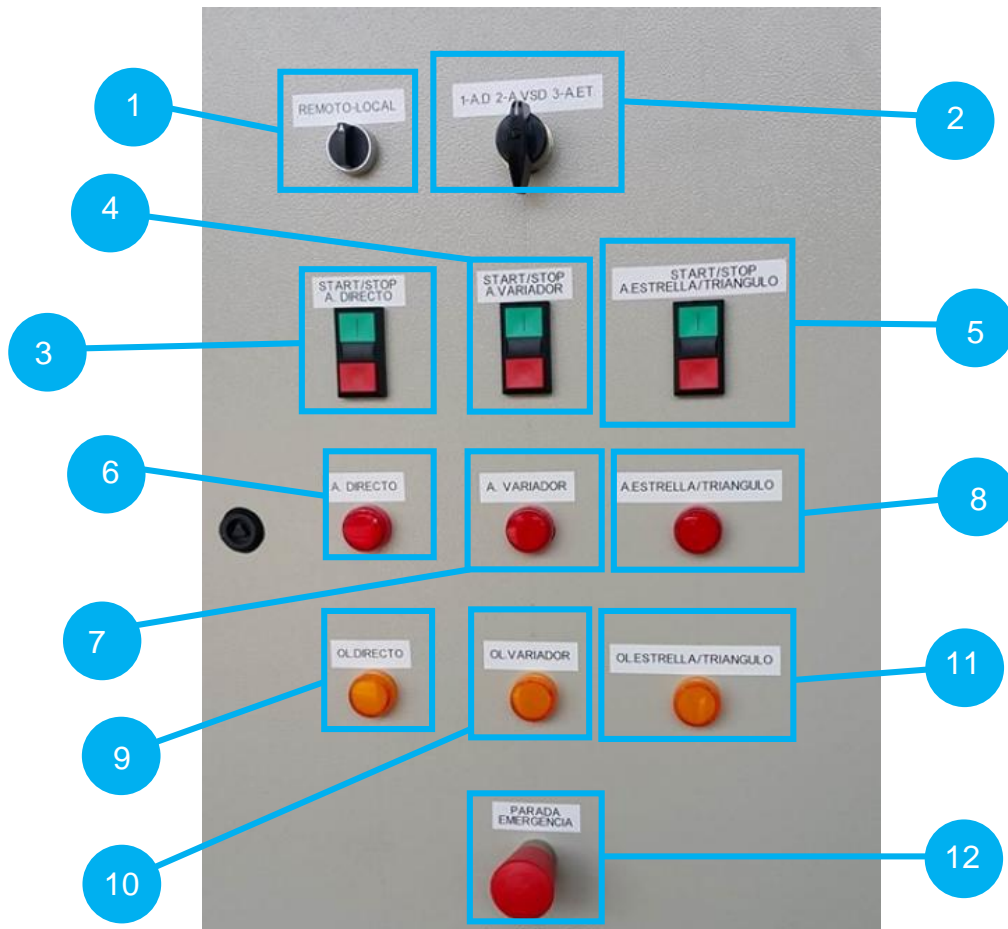 1
REMOTO-LOCAL
1-A.D 2-A.VSD 3-A.ET
2
4
START/STOP
A. DIRECTO
START/STOP
A.VARIADOR
START/STOP
A.ESTRELLA/TRIANGULO
3
5
6
A. DIRECTO
A. VARIADOR
A.ESTRELLA/TRIANGULO
8
7
OL.DIRECTO
OL.VARIADOR
OL.ESTRELLA/TRIANGULO
11
9
PARADA
EMERGENCIA
10
12